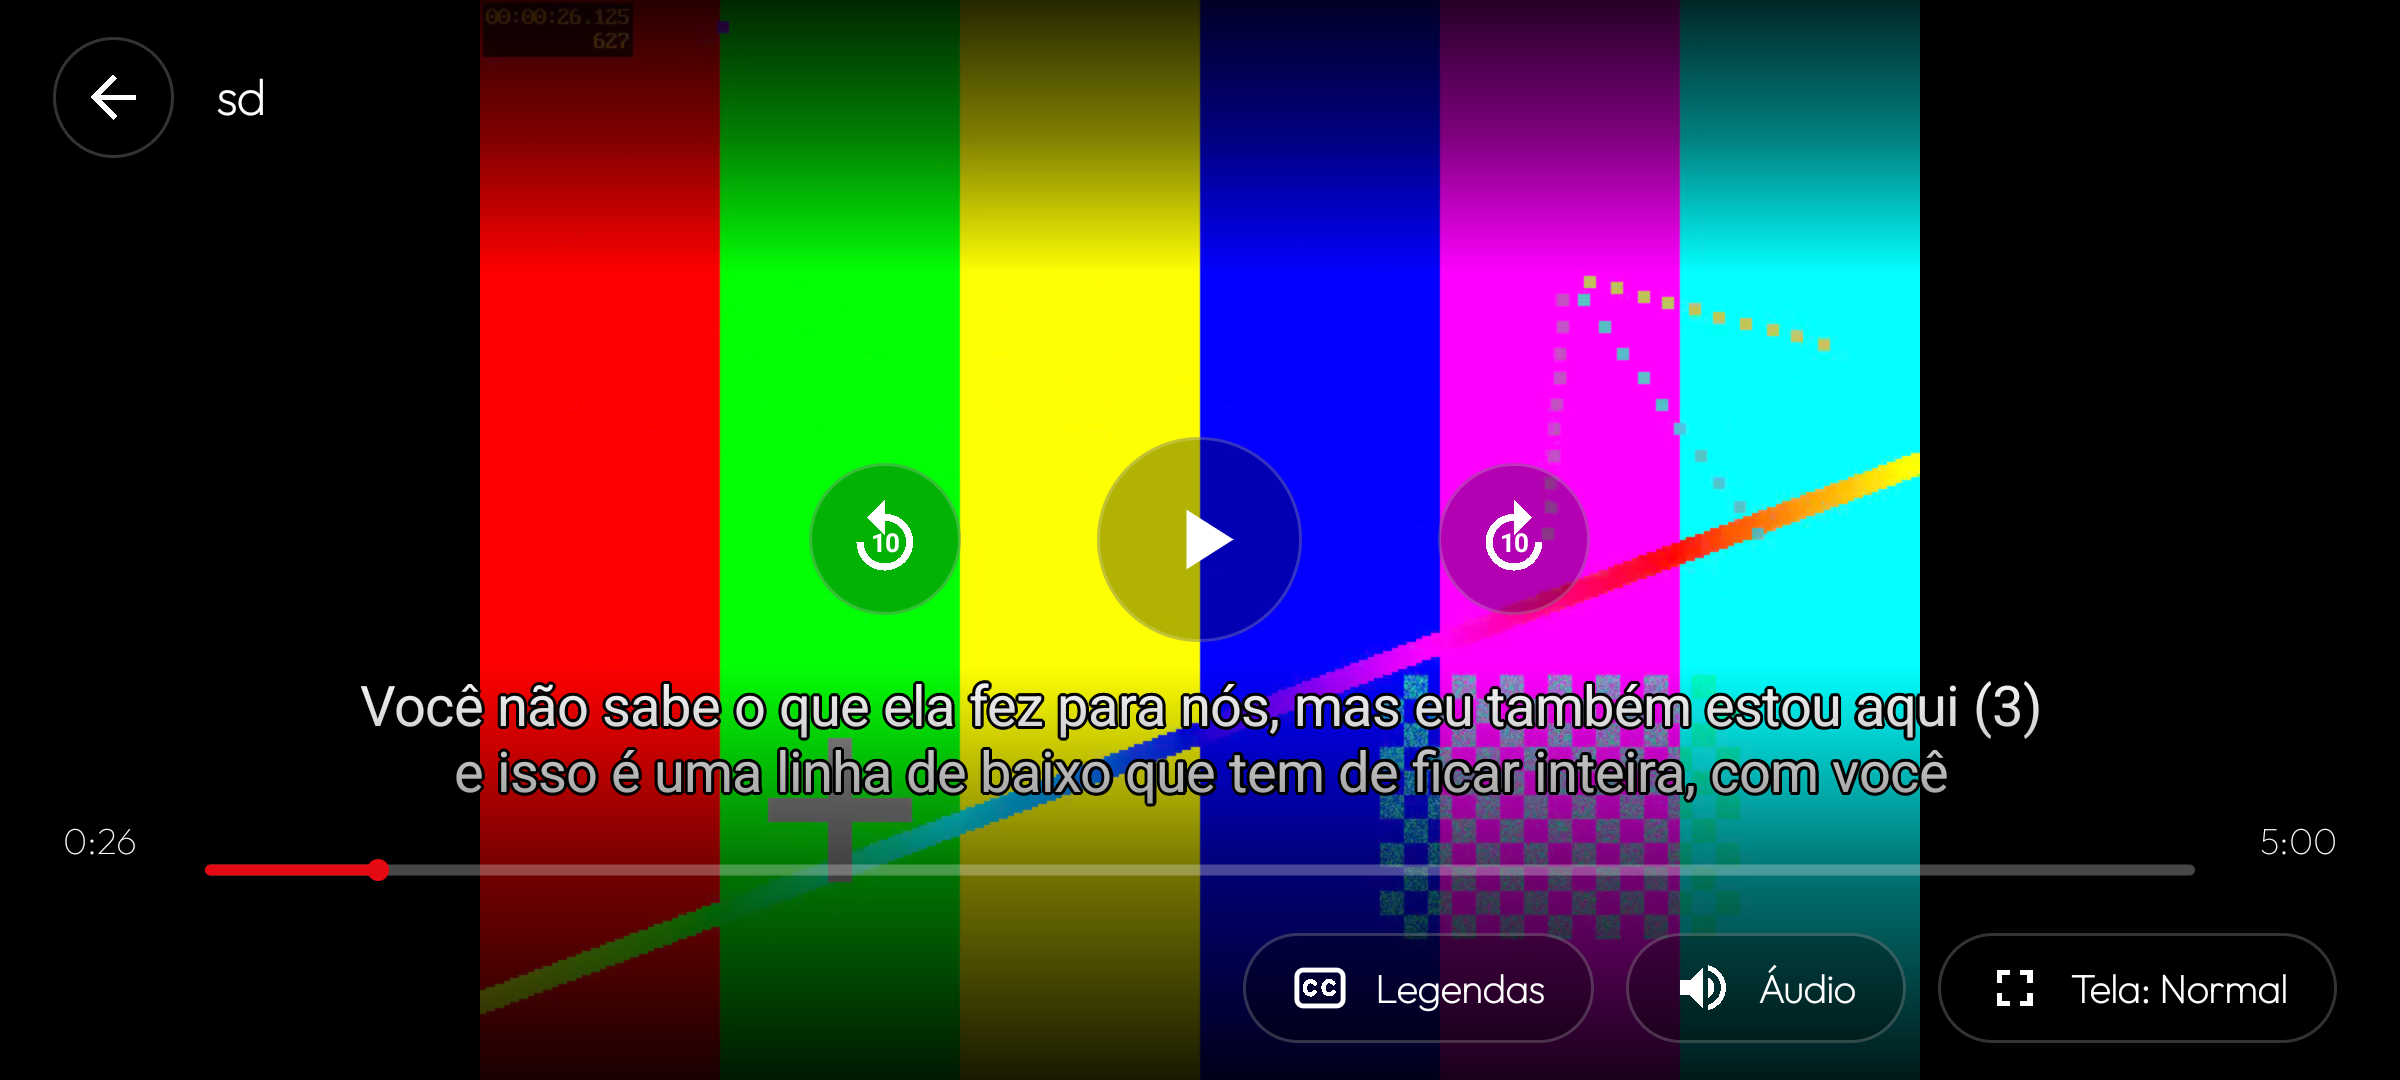 00:00:26.125
627
sd
10
10
Você não sabe o que ela fez para nós, mas eu também estou aqui (3)
e isso é uma linha de baixo que tem de ficar inteira, com você
0:26
5:00
CC
Legendas
Áudio
Tela: Normal